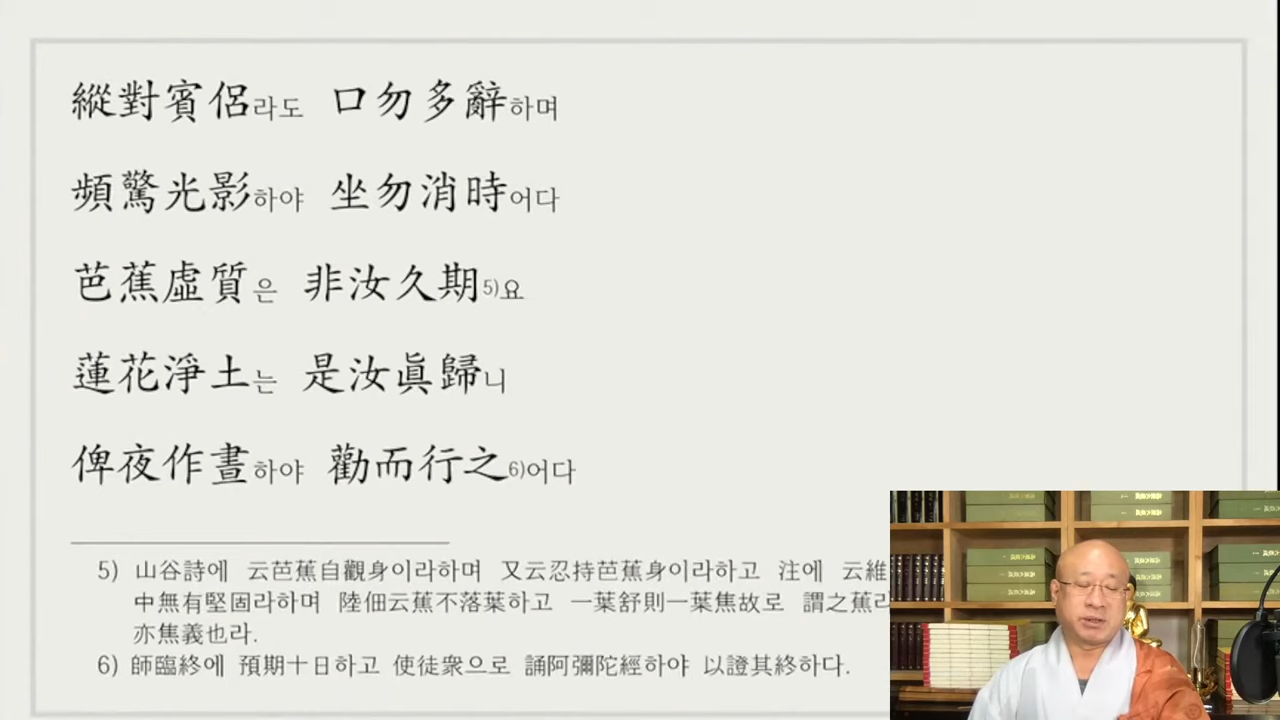 縱對賓侶라도 口勿多辭하며
頻驚光影하야 坐勿消時어다
芭蕉虛質은 非汝久期5)요
蓮花淨土는 是汝眞歸니
俾夜作晝하야 勸而行之6)어다
5) 山谷詩에 云芭蕉自觀身이라하며 又云忍持芭蕉身이라하고 注에 云維
中無有堅固라하며 陸佃云蕉不落葉하고 一葉舒則一葉焦故로 謂之蕉라
亦焦義也라.
6) 師臨終에 預期十日하고 使徒衆으로 誦阿彌陀經하야 以證其終하다.